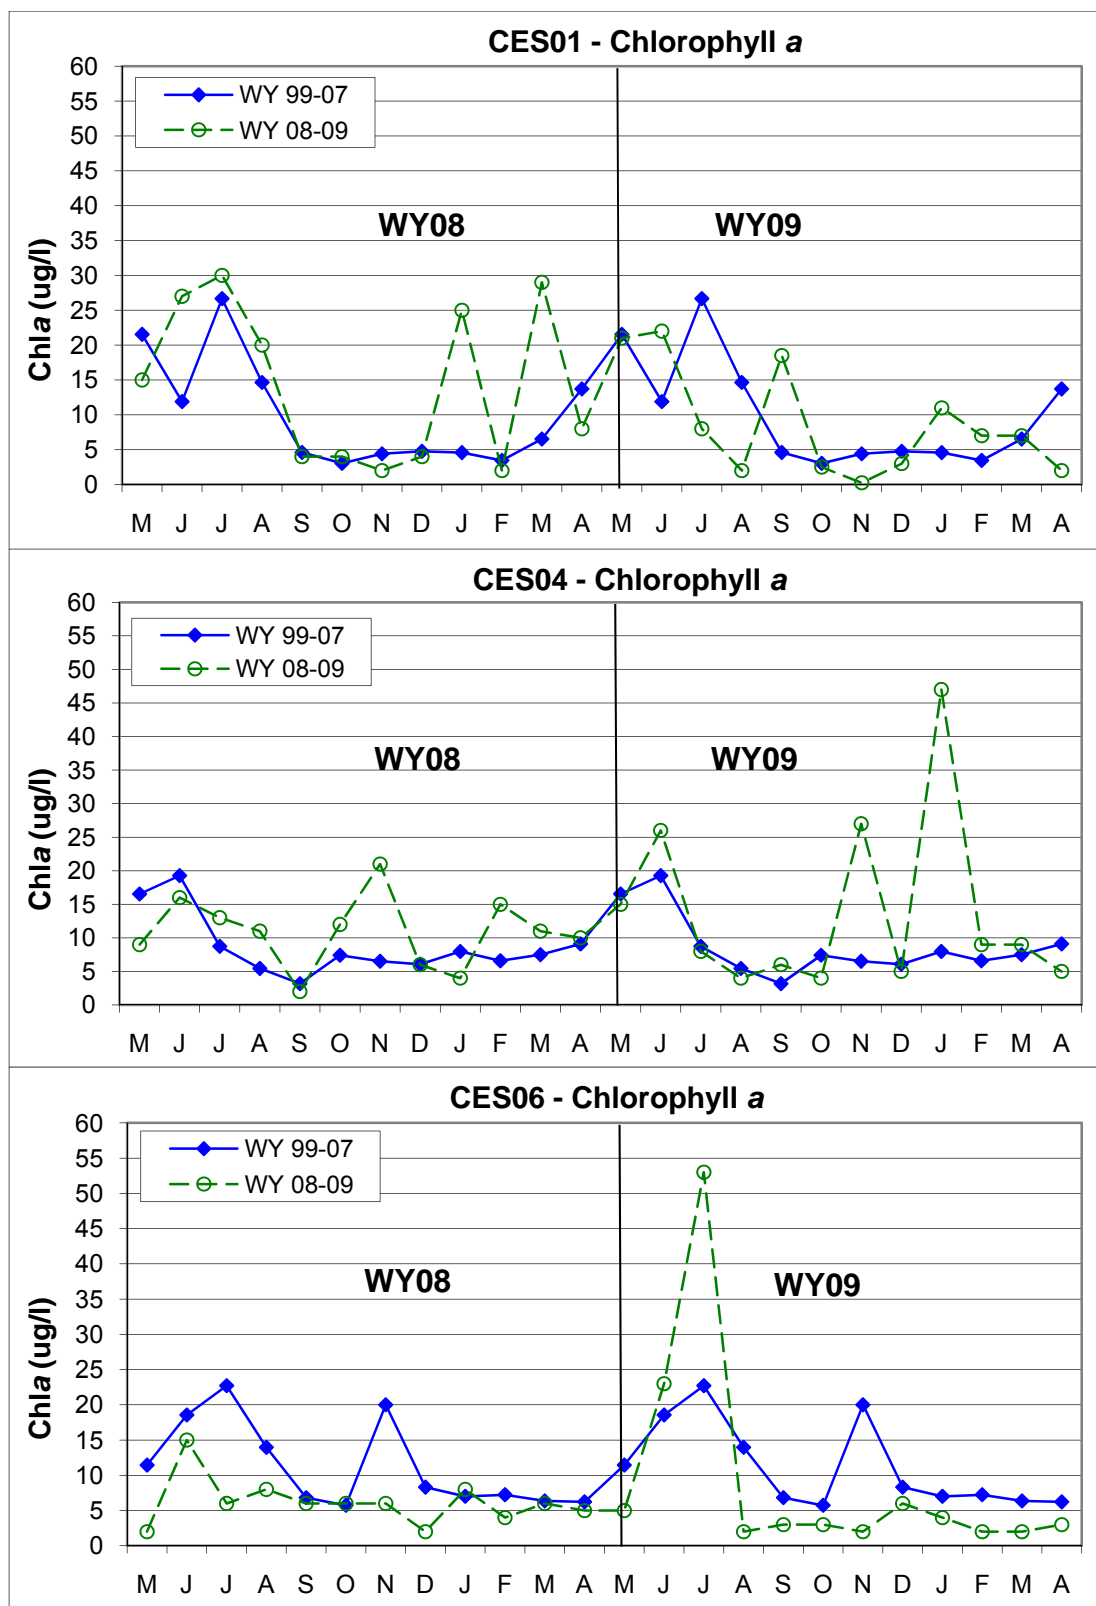 CES01 - Chlorophyll a
60
55
50
45
40
35
30
25
20
15
10
5
0
Chla (ug/l)
WY 99-07
WY 08-09
WY08
WY09
M J J A S O N D J F M A M J J A S O N D J F M A
CES04 - Chlorophyll a
60
55
50
45
40
35
30
25
20
15
10
5
0
Chla (ug/l)
WY 99-07
WY 08-09
WY08
WY09
M J J A S O N D J F M A M J J A S O N D J F M A
CES06 - Chlorophyll a
60
55
50
45
40
35
30
25
20
15
10
5
0
Chla (ug/l)
WY 99-07
WY 08-09
WY08
WY09
M J J A S O N D J F M A M J J A S O N D J F M A